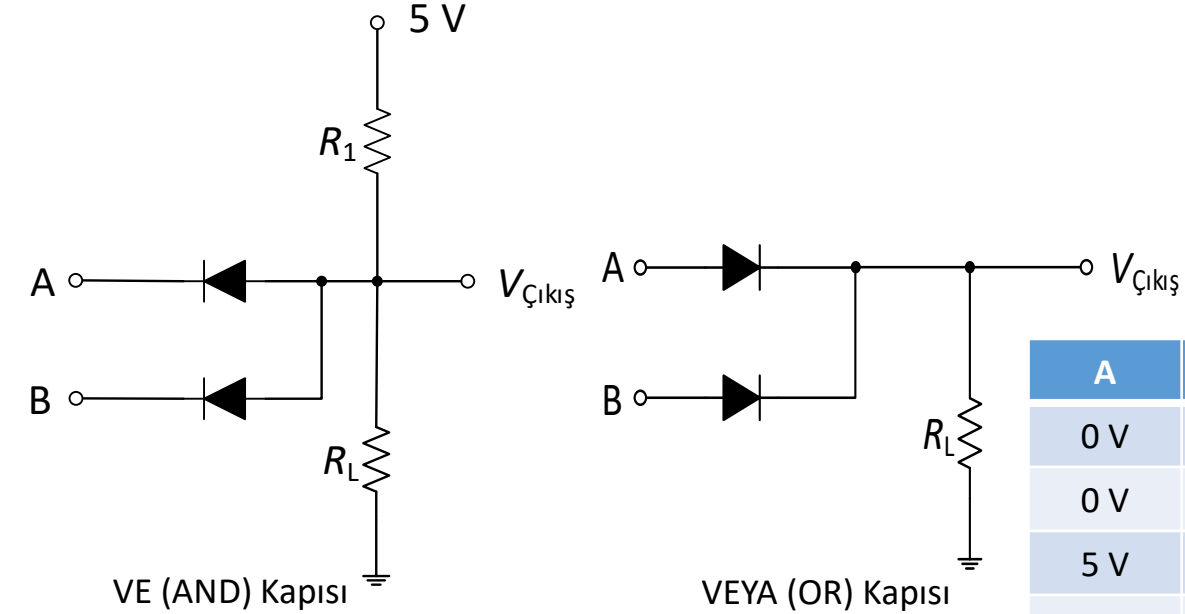 5 V
R1
A
VÇıkış
B
RL
VE (AND) Kapısı
A
VÇıkış
B
RL
VEYA (OR) Kapısı
A
0 V
0 V
5 V